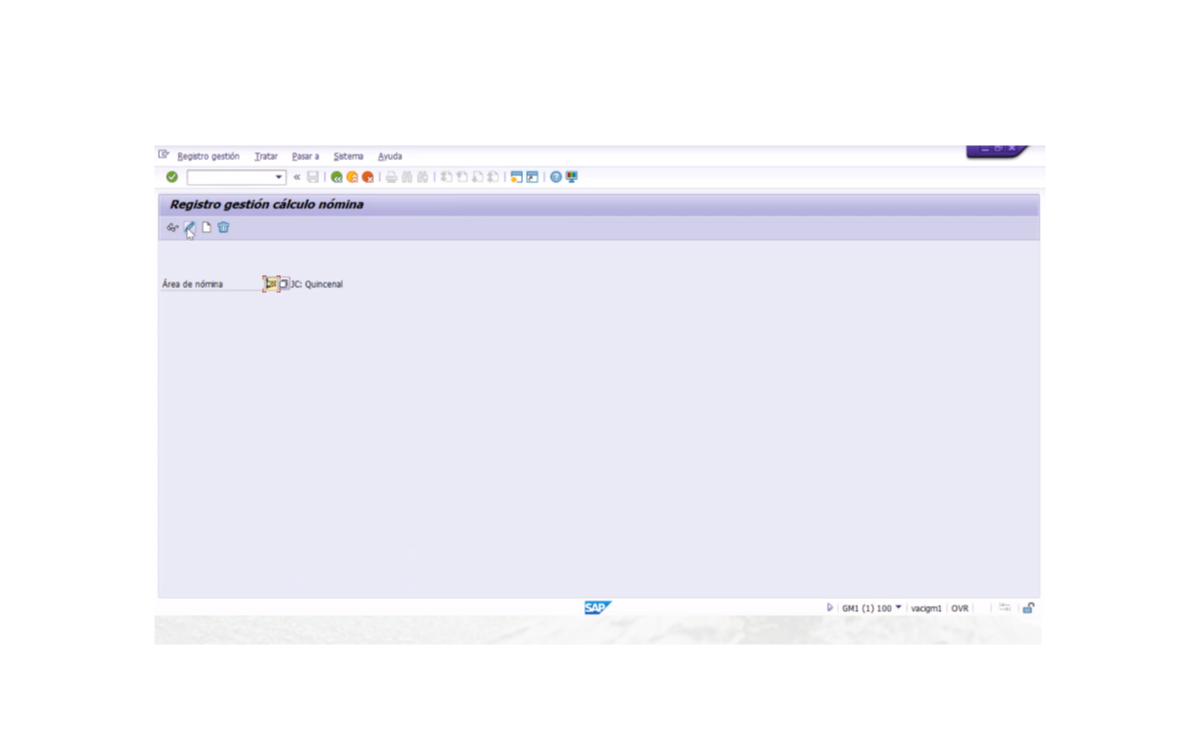 Registro gestión Tratar Pasar a Sistema Ayuda
Registro gestión cálculo nómina
Área de nómina JC: Quincenal
SAP GM1 (1) 100 vacigm1 OVR